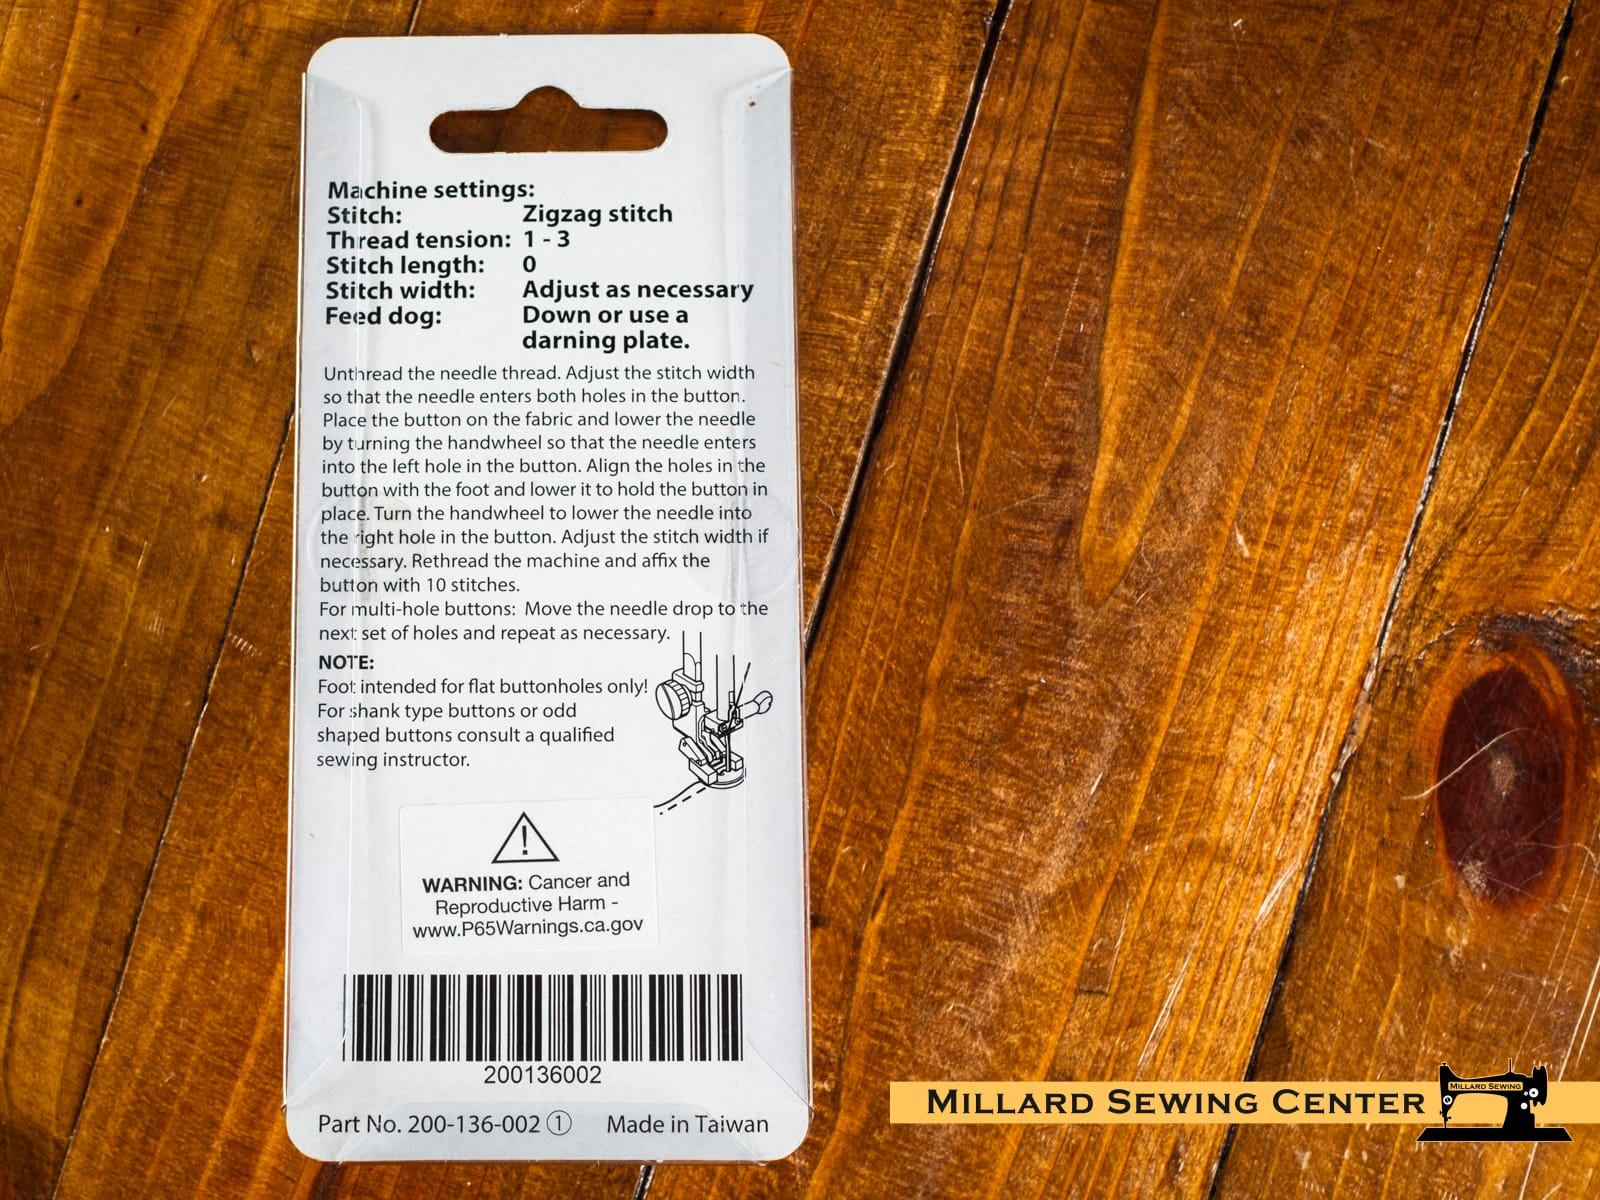 Machine settings:
Stitch: Zigzag stitch
Thread tension: 1 - 3
Stitch length: 0
Stitch width: Adjust as necessary
Feed dog: Down or use a
darning plate.
Unthread the needle thread. Adjust the stitch width
so that the needle enters both holes in the button.
Place the button on the fabric and lower the needle
by turning the handwheel so that the needle enters
into the left hole in the button. Align the holes in the
button with the foot and lower it to hold the button in
place. Turn the handwheel to lower the needle into
the right hole in the button. Adjust the stitch width if
necessary. Rethread the machine and affix the
button with 10 stitches.
For multi-hole buttons: Move the needle drop to the
next set of holes and repeat as necessary.
NOTE:
Foot intended for flat buttonholes only!
For shank type buttons or odd
shaped buttons consult a qualified
sewing instructor.
WARNING: Cancer and
Reproductive Harm -
www.P65Warnings.ca.gov
200136002
Part No. 200-136-002 ① Made in Taiwan
MILLARD SEWING CENTER
MILLARD SEWING